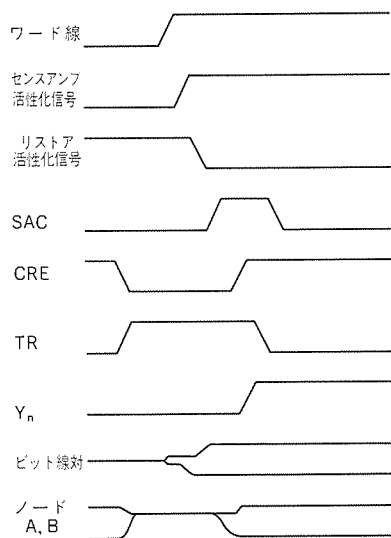 ワード線
センスアンプ
活性化信号
リストア
活性化信号
SAC
CRE
TR
Yn
ビット線対
ノード
A, B